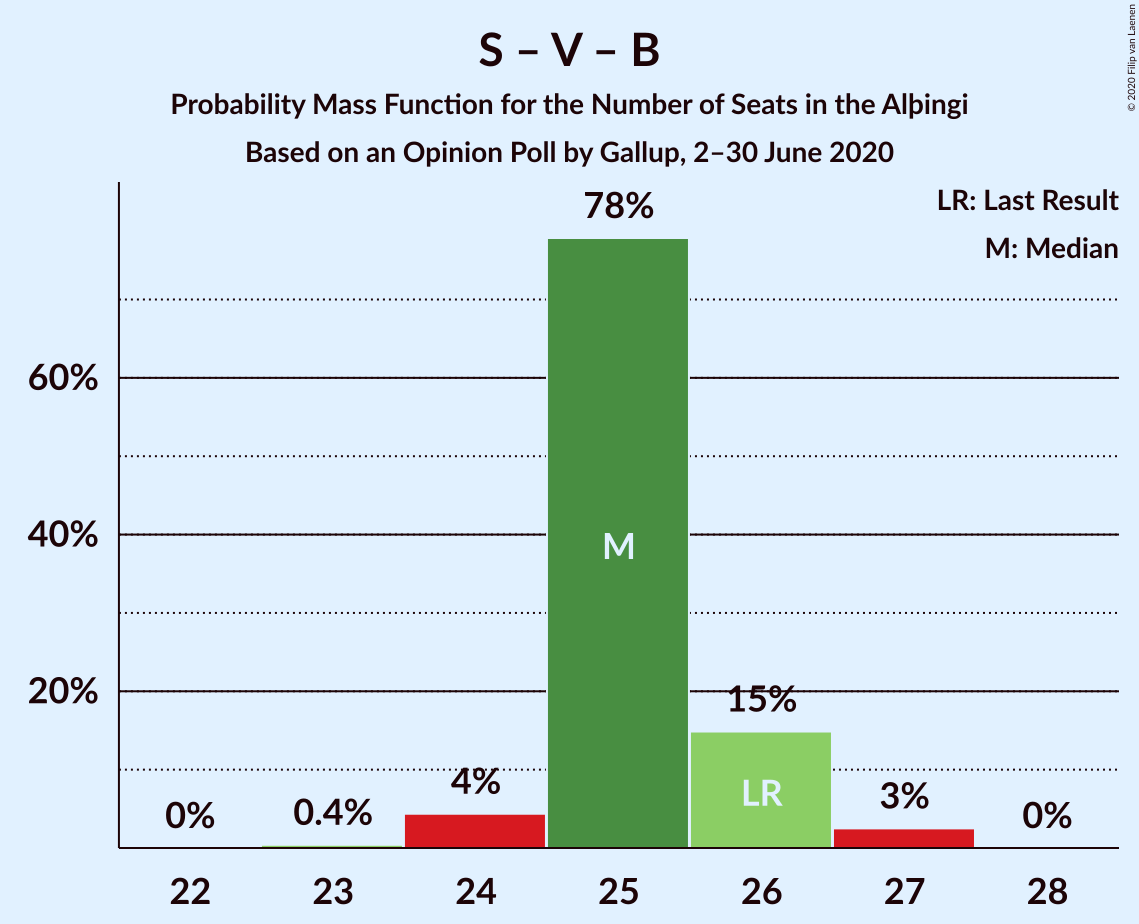 S – V – B
Probability Mass Function for the Number of Seats in the Alþingi
Based on an Opinion Poll by Gallup, 2–30 June 2020
© 2020 Filip van Laenen
LR: Last Result
M: Median
78%
60%
40%
20%
M
15%
LR
4%
3%
0%
0.4%
0%
22 23 24 25 26 27 28